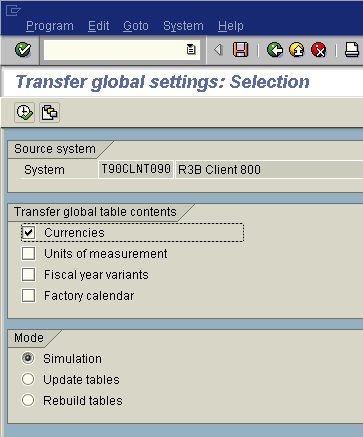 Program Edit Goto System Help
Transfer global settings: Selection
Source system
System T90CLNT090 R3B Client 800
Transfer global table contents
Currencies
Units of measurement
Fiscal year variants
Factory calendar
Mode
Simulation
Update tables
Rebuild tables